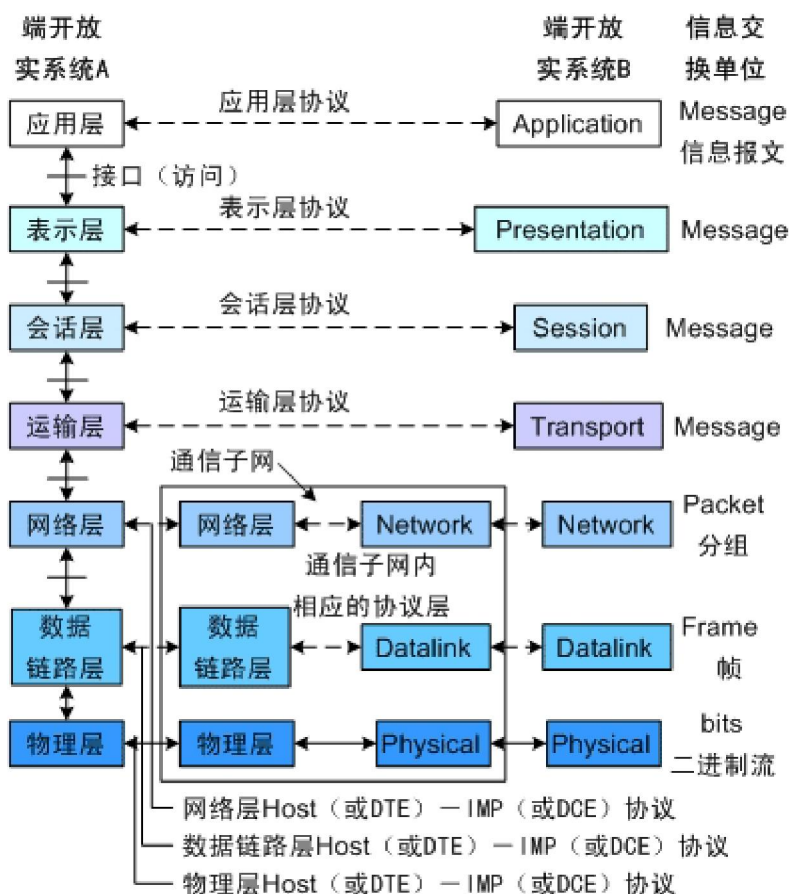 端开放
实系统A
端开放
实系统B
信息交
换单位
应用层
应用层协议
Application
Message
信息报文
接口（访问）
表示层
表示层协议
Presentation
Message
会话层
会话层协议
Session
Message
运输层
运输层协议
Transport
Message
通信子网
网络层
网络层
Network
Network
Packet
分组
通信子网内
相应的协议层
数据
链路层
数据
链路层
Datalink
Datalink
Frame
帧
物理层
物理层
Physical
Physical
bits
二进制流
网络层Host（或DTE）－IMP（或DCE）协议
数据链路层Host（或DTE）－IMP（或DCE）协议
物理层Host（或DTE）－IMP（或DCE）协议